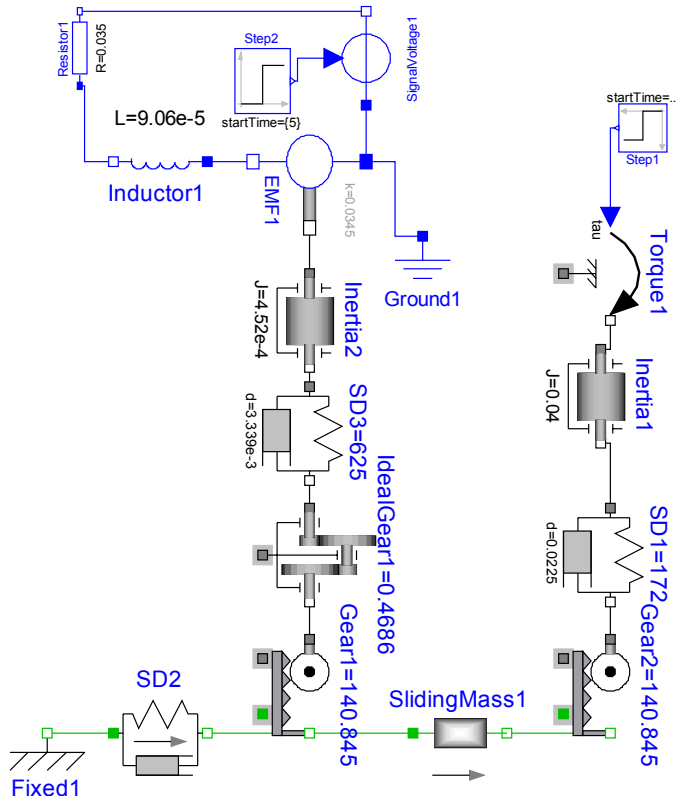 Resistor1
R=0.035
Step2
startTime={5}
SignalVoltage1
L=9.06e-5
Inductor1
EMF1
k=0.0345
Ground1
startTime=..
Step1
tau
Torque1
Inertia2
J=4.52e-4
Inertia1
J=0.04
SD3=625
d=3.339e-3
IdealGear1=0.4686
SD1=172
d=0.0225
Gear1=140.845
Gear2=140.845
SD2
SlidingMass1
Fixed1